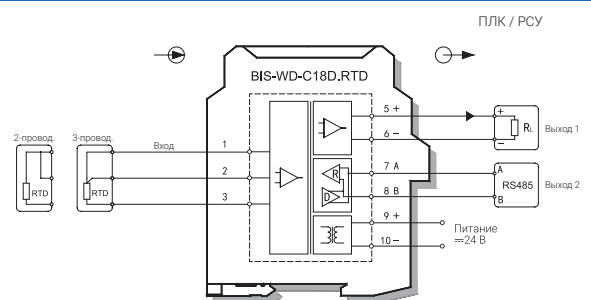 ПЛК / РСУ
BIS-WD-C18D.RTD
2-провод.
3-провод.
Вход
RTD
RTD
1
2
3
5 +
6 −
7 A
8 B
9 +
10 −
R
D
+
−
RL
Выход 1
A
B
RS485
Выход 2
Питание
⎓24 В